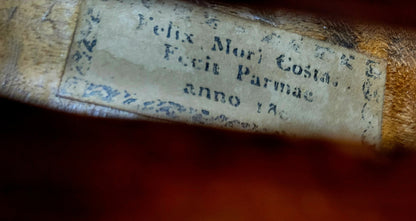 Felix Mori Costa
Fecit Parmae
anno 18